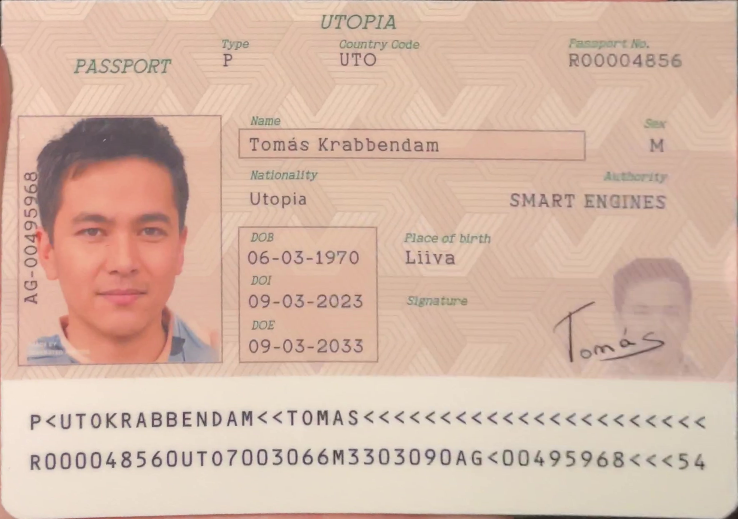 UTOPIA
PASSPORT
Type
P
Country Code
UTO
Passport No.
R00004856
Name
Tomás Krabbendam
Sex
M
Nationality
Utopia
Authority
SMART ENGINES
DOB
06-03-1970
Place of birth
Liiva
DOI
09-03-2023
Signature
Tomás
DOE
09-03-2033
AG-00495968
P<UTOKRABBENDAM<<TOMAS<<<<<<<<<<<<<<<<<<<<<<
R000048560UTO7003066M3303090AG<00495968<<<54